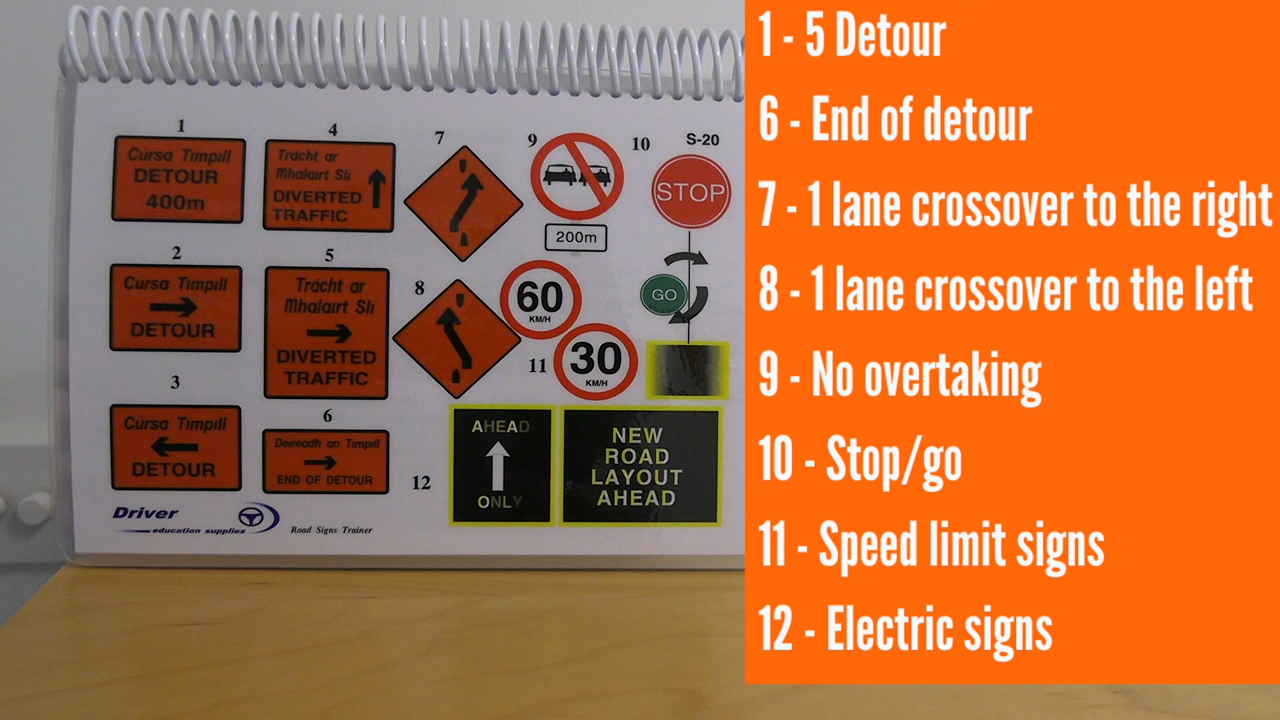 1
Cúrsa Timpill
DETOUR
400m
2
Cúrsa Timpill
DETOUR
3
Cúrsa Timpill
DETOUR
4
Tracht ar
Mhalairt Slí
DIVERTED
TRAFFIC
5
Tracht ar
Mhalairt Slí
DIVERTED
TRAFFIC
6
Deireadh an Timpill
END OF DETOUR
7
8
9
200m
10
S-20
STOP
GO
60
KM/H
11
30
KM/H
12
AHEAD
ONLY
NEW
ROAD
LAYOUT
AHEAD
Driver
education supplies
Road Signs Trainer
1 - 5 Detour
6 - End of detour
7 - 1 lane crossover to the right
8 - 1 lane crossover to the left
9 - No overtaking
10 - Stop/go
11 - Speed limit signs
12 - Electric signs